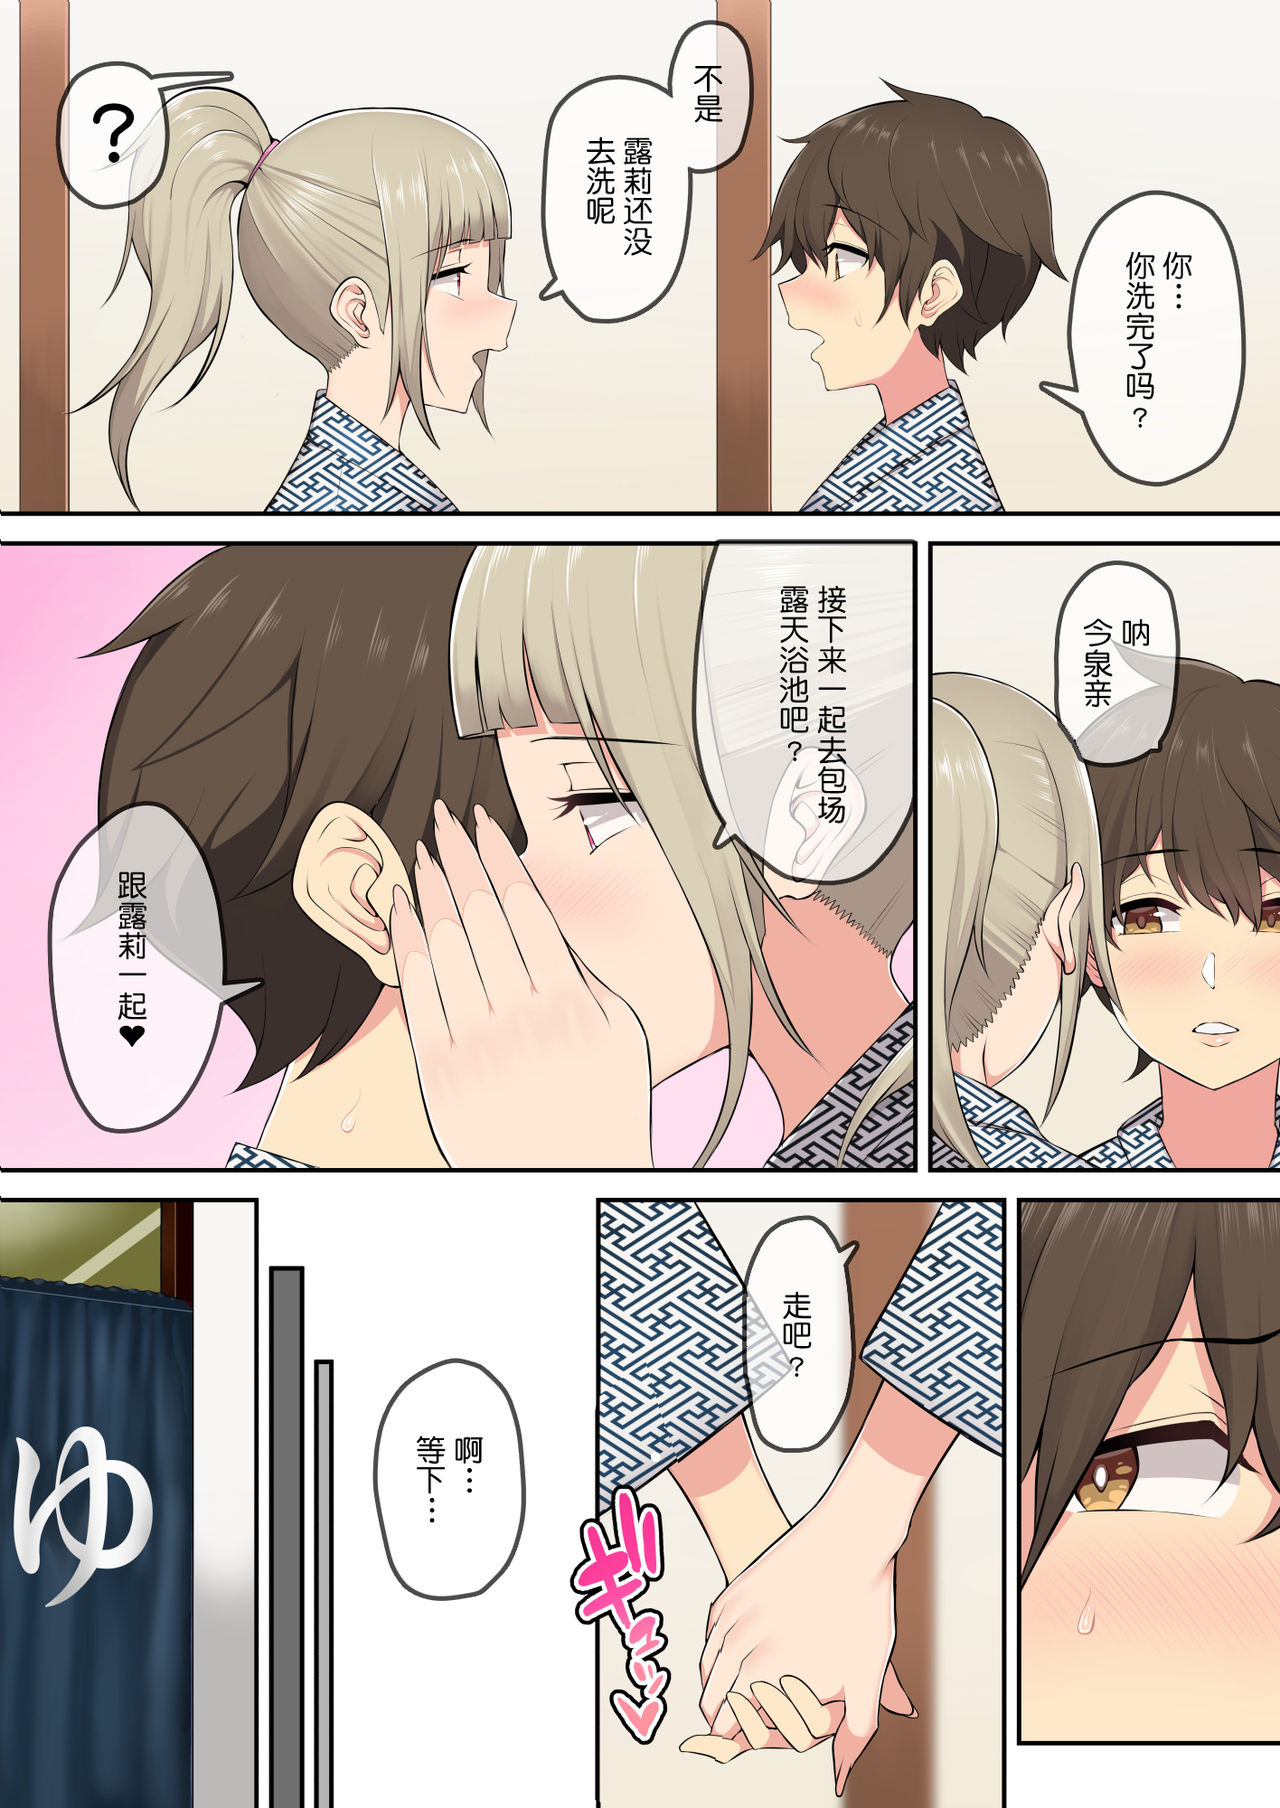 你…
你洗完了吗?
不是
露莉还没
去洗呢
?
呐
今泉亲
接下来一起去包场
露天浴池吧?
跟露莉一起♥
走吧?
ギュッ♥
啊…
等下…
ゆ